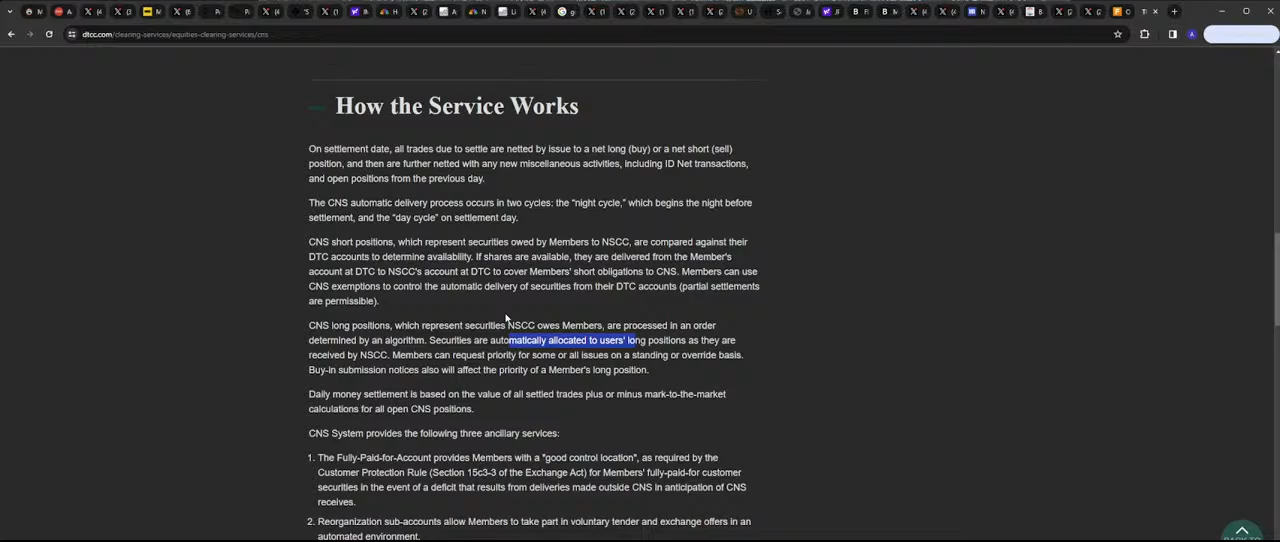 dtcc.com/clearing-services/equities-clearing-services/cns
How the Service Works
On settlement date, all trades due to settle are netted by issue to a net long (buy) or a net short (sell)
position, and then are further netted with any new miscellaneous activities, including ID Net transactions,
and open positions from the previous day.
The CNS automatic delivery process occurs in two cycles: the “night cycle,” which begins the night before
settlement, and the “day cycle” on settlement day.
CNS short positions, which represent securities owed by Members to NSCC, are compared against their
DTC accounts to determine availability. If shares are available, they are delivered from the Member's
account at DTC to NSCC's account at DTC to cover Members' short obligations to CNS. Members can use
CNS exemptions to control the automatic delivery of securities from their DTC accounts (partial settlements
are permissible).
CNS long positions, which represent securities NSCC owes Members, are processed in an order
determined by an algorithm. Securities are automatically allocated to users' long positions as they are
received by NSCC. Members can request priority for some or all issues on a standing or override basis.
Buy-in submission notices also will affect the priority of a Member's long position.
Daily money settlement is based on the value of all settled trades plus or minus mark-to-the-market
calculations for all open CNS positions.
CNS System provides the following three ancillary services:
1. The Fully-Paid-for-Account provides Members with a "good control location", as required by the
Customer Protection Rule (Section 15c3-3 of the Exchange Act) for Members' fully-paid-for customer
securities in the event of a deficit that results from deliveries made outside CNS in anticipation of CNS
receives.
2. Reorganization sub-accounts allow Members to take part in voluntary tender and exchange offers in an
automated environment.
BACK TO